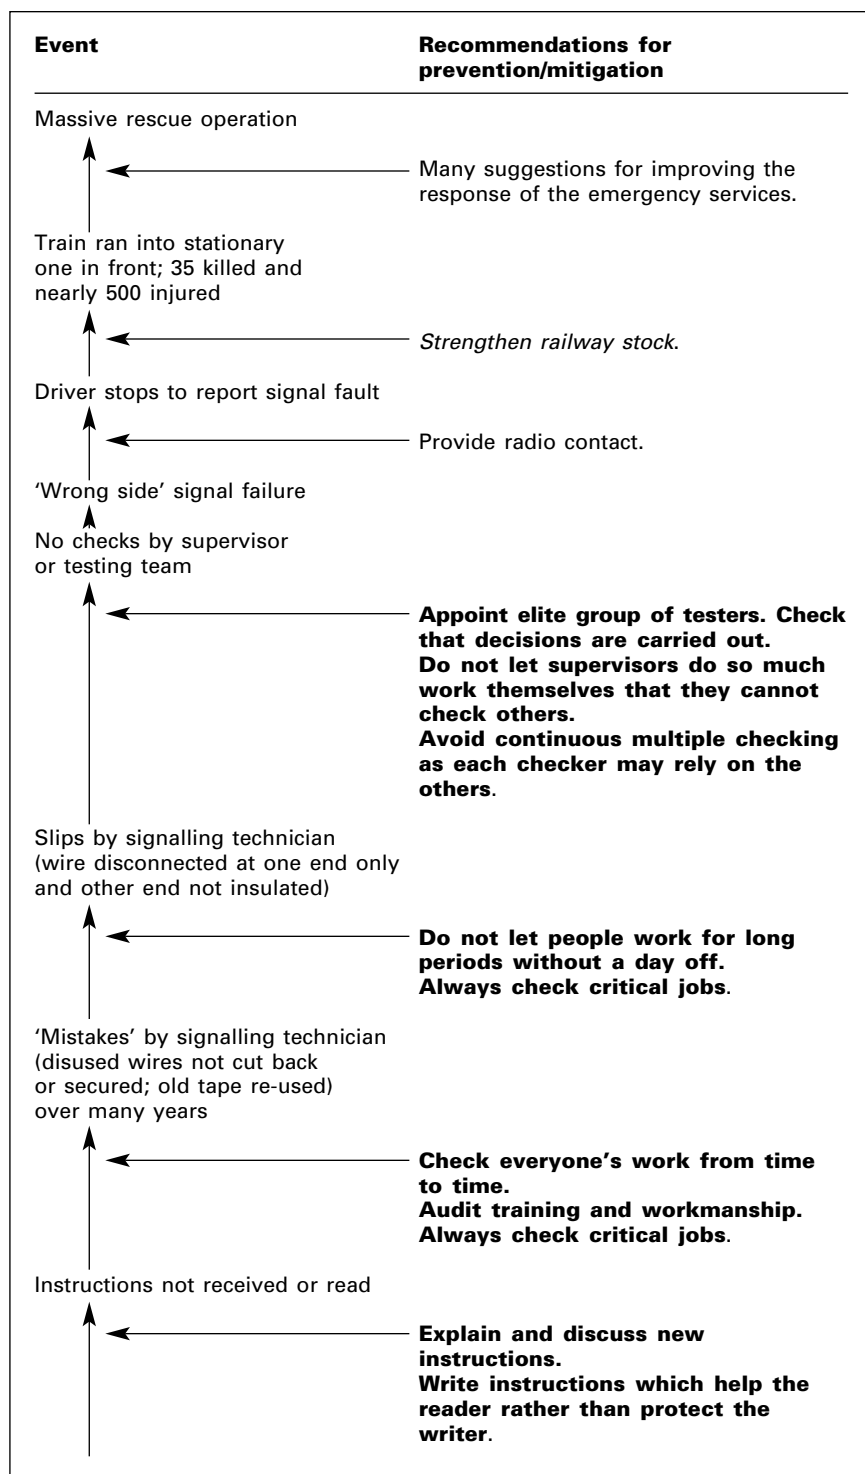 Event
Recommendations for
prevention/mitigation
Massive rescue operation
Many suggestions for improving the
response of the emergency services.
Train ran into stationary
one in front; 35 killed and
nearly 500 injured
Strengthen railway stock.
Driver stops to report signal fault
Provide radio contact.
‘Wrong side’ signal failure
No checks by supervisor
or testing team
Appoint elite group of testers. Check
that decisions are carried out.
Do not let supervisors do so much
work themselves that they cannot
check others.
Avoid continuous multiple checking
as each checker may rely on the
others.
Slips by signalling technician
(wire disconnected at one end only
and other end not insulated)
Do not let people work for long
periods without a day off.
Always check critical jobs.
‘Mistakes’ by signalling technician
(disused wires not cut back
or secured; old tape re-used)
over many years
Check everyone’s work from time
to time.
Audit training and workmanship.
Always check critical jobs.
Instructions not received or read
Explain and discuss new
instructions.
Write instructions which help the
reader rather than protect the
writer.